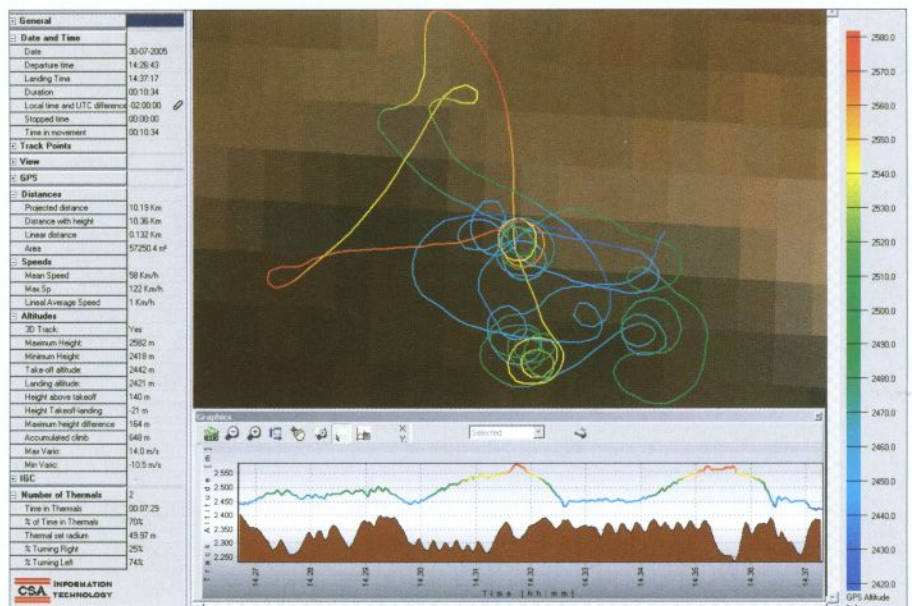 General
Date and Time
Date 30-07-2005
Departure time 14:26:43
Landing Time 14:37:17
Duration 00:10:34
Local time and UTC difference -02:00:00
Stopped time 00:00:00
Time in movement 00:10:34
Track Points
View
GPS
Distances
Projected distance 10.19 Km
Distance with height 10.36 Km
Linear distance 0.132 Km
Area 57250.4 m²
Speeds
Mean Speed 58 Km/h
Max.Sp 122 Km/h
Lineal Average Speed 1 Km/h
Altitudes
3D Track: Yes
Maximum Height: 2582 m
Minimum Height: 2418 m
Take-off altitude: 2442 m
Landing altitude: 2421 m
Height above takeoff 140 m
Height Takeoff-landing -21 m
Maximum height difference 164 m
Accumulated climb 648 m
Max Vario: 14.0 m/s
Min Vario: -10.5 m/s
IGC
Number of Thermals 2
Time in Thermals 00:07:29
% of Time in Thermals 70%
Thermal set radium 49.97 m
% Turning Right 25%
% Turning Left 74%
CSA INFORMATION
TECHNOLOGY
Graphics
X:
Y:
Selected
Track Altitude [m]
2.550
2.500
2.450
2.400
2.350
2.300
2.250
14:27
14:28
14:29
14:30
14:31
14:32
14:33
14:34
14:35
14:36
14:37
Time [hh:mm]
2580.0
2570.0
2560.0
2550.0
2540.0
2530.0
2520.0
2510.0
2500.0
2490.0
2480.0
2470.0
2460.0
2450.0
2440.0
2430.0
2420.0
GPS Altitude